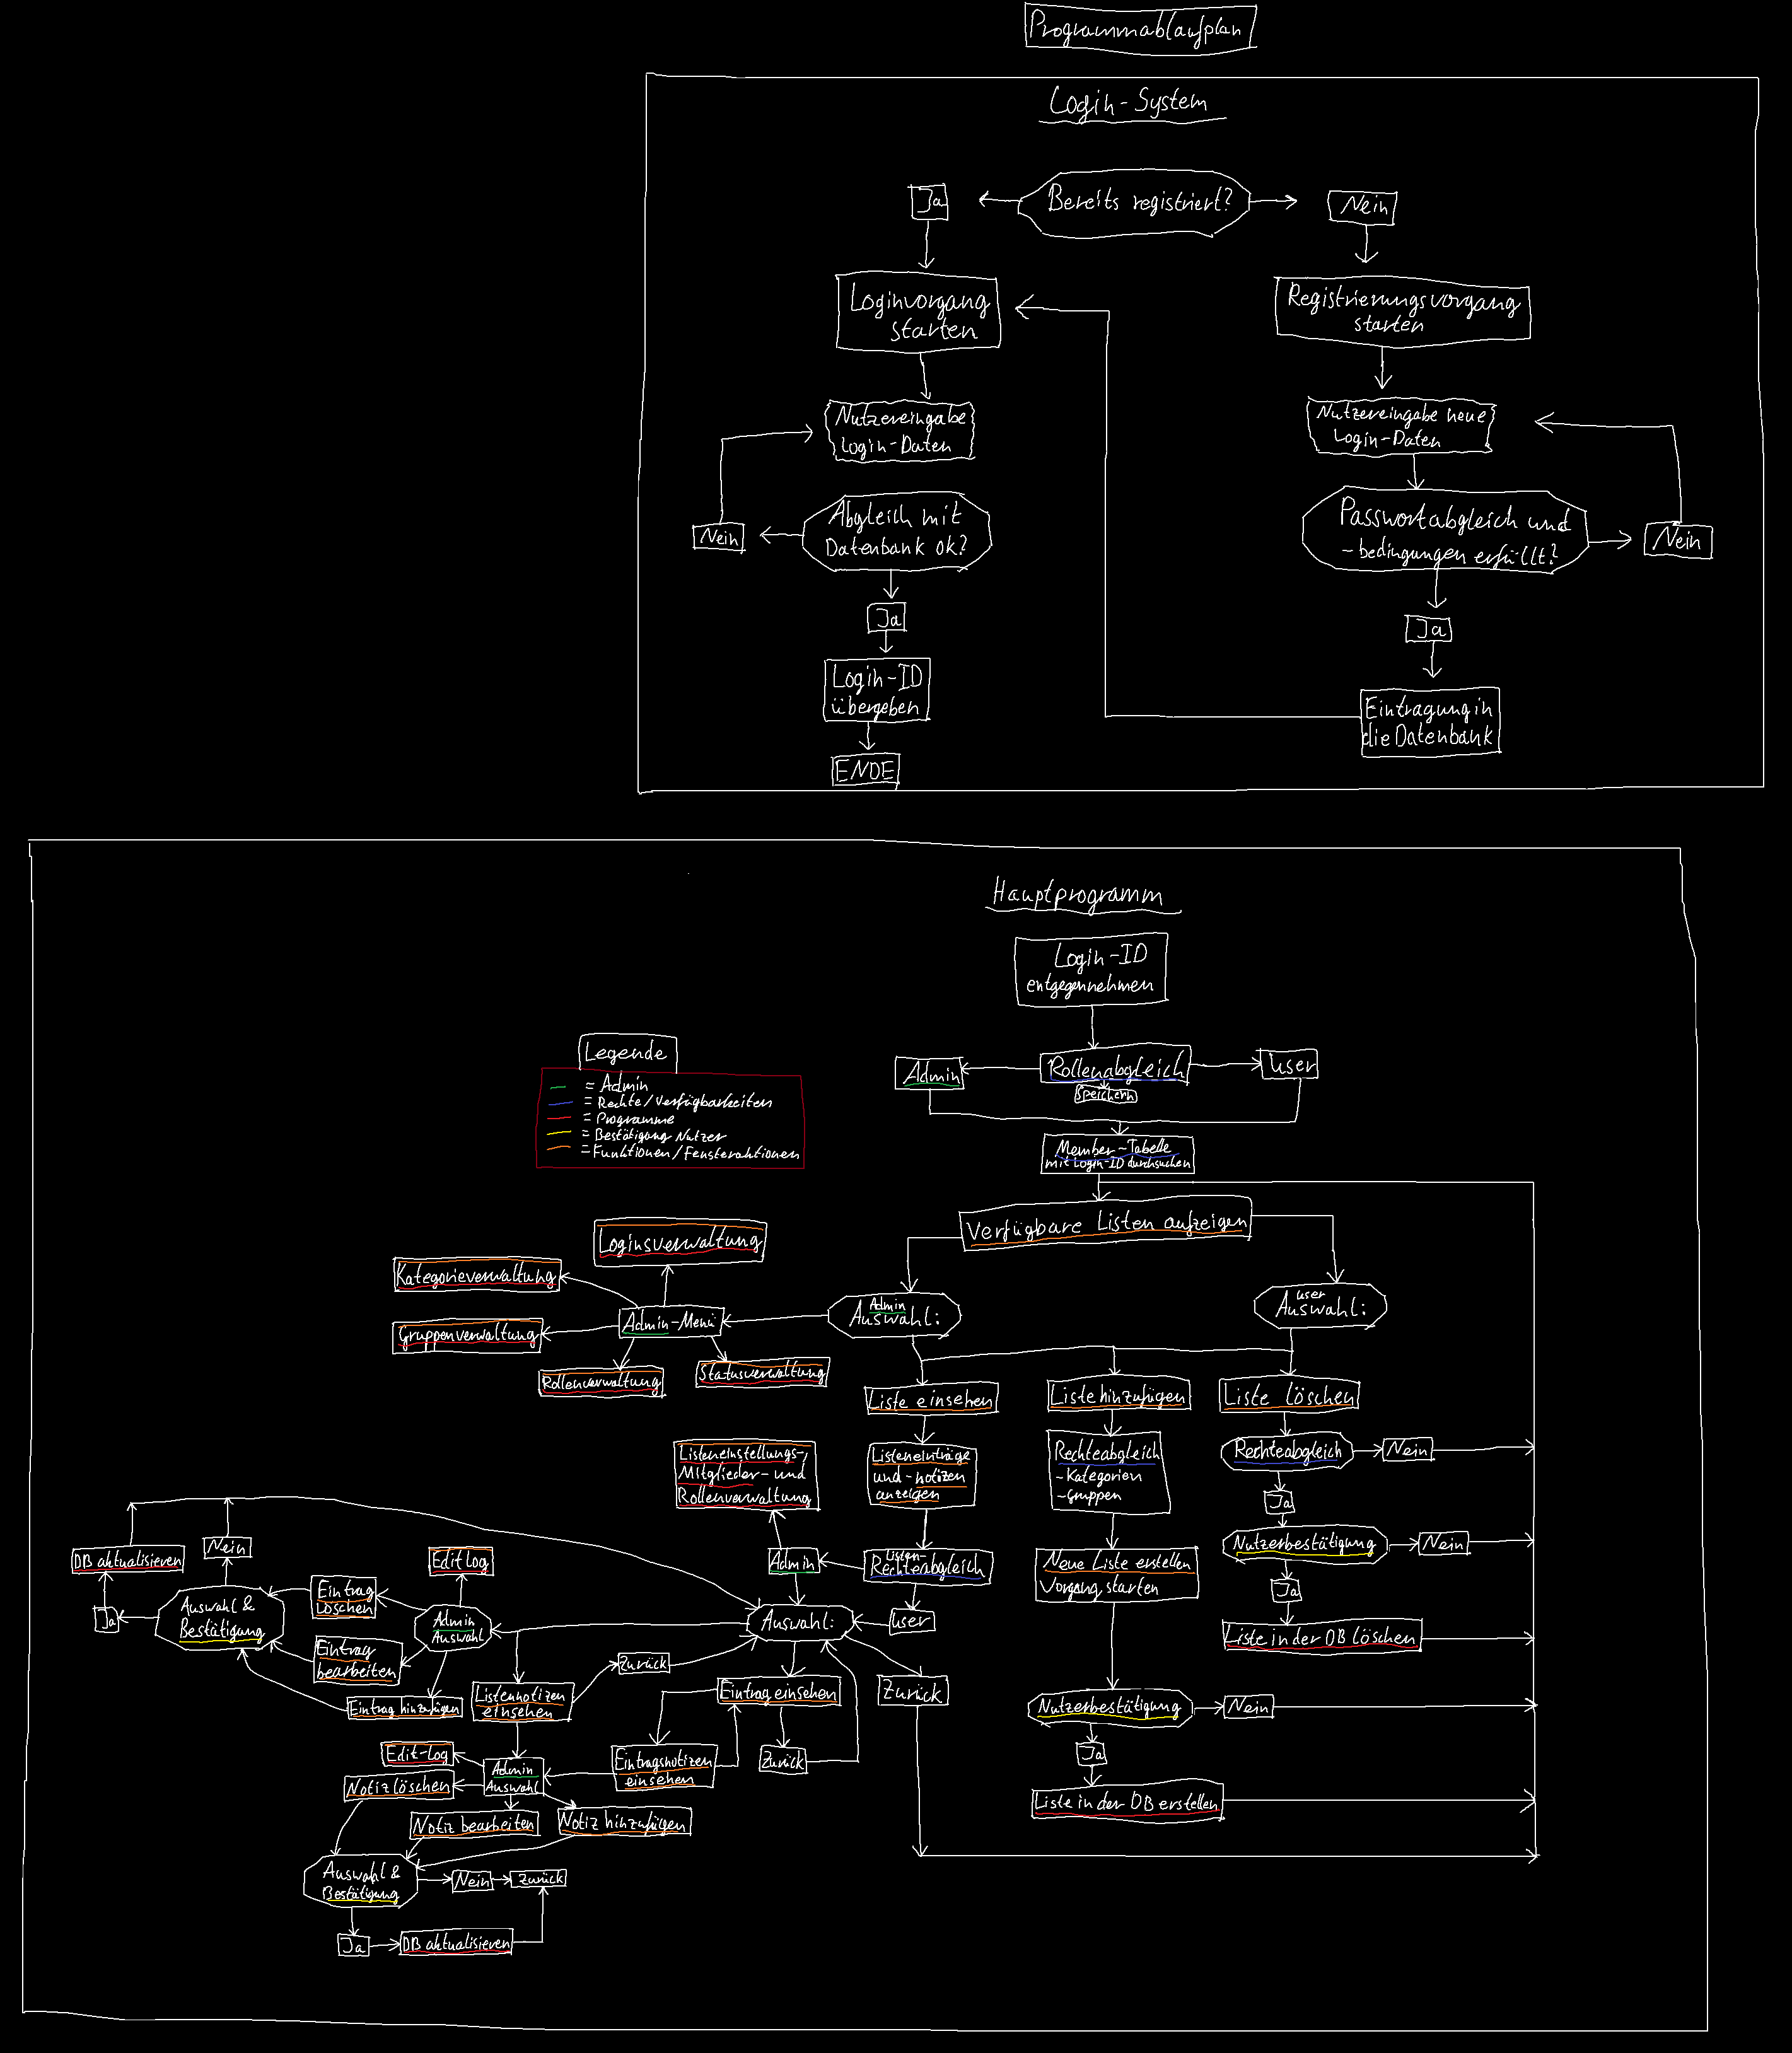 Programmablaufplan
Login-System
Bereits registriert?
Ja
Nein
Loginvorgang
starten
Registrierungsvorgang
starten
Nutzereingabe
Login-Daten
Nutzereingabe neue
Login-Daten
Abgleich mit
Datenbank ok?
Nein
Passwortabgleich und
-bedingungen erfüllt?
Nein
Ja
Ja
Login-ID
übergeben
Eintragung in
die Datenbank
ENDE
Hauptprogramm
Login-ID
entgegennehmen
Legende
= Admin
= Rechte/Verfügbarkeiten
= Programme
= Bestätigung Nutzer
= Funktionen/Fensteraktionen
Admin
Rollenabgleich
Speichern
User
Member-Tabelle
mit Login-ID durchsuchen
Verfügbare Listen aufzeigen
Loginsverwaltung
Kategorieverwaltung
Gruppenverwaltung
Admin-Menü
Rollenverwaltung
Statusverwaltung
Admin
Auswahl:
user
Auswahl:
Liste einsehen
Liste hinzufügen
Liste löschen
Listeneinstellungs-,
Mitglieder- und
Rollenverwaltung
Listeneinträge
und -notizen
anzeigen
Rechteabgleich
-Kategorien
-Gruppen
Rechteabgleich
Nein
Ja
Nutzerbestätigung
Nein
Ja
Liste in der DB löschen
Admin
Listen-
Rechteabgleich
Neue Liste erstellen
Vorgang starten
DB aktualisieren
Nein
Edit Log
Eintrag
Löschen
Ja
Auswahl &
Bestätigung
Admin
Auswahl
Auswahl:
user
Eintrag
bearbeiten
Eintrag hinzufügen
Listennotizen
einsehen
Zurück
Eintrag einsehen
Zurück
Nutzerbestätigung
Nein
Ja
Liste in der DB erstellen
Edit-log
Notiz löschen
Admin
Auswahl
Eintragsnotizen
einsehen
Zurück
Notiz bearbeiten
Notiz hinzufügen
Auswahl &
Bestätigung
Nein
Zurück
Ja
DB aktualisieren